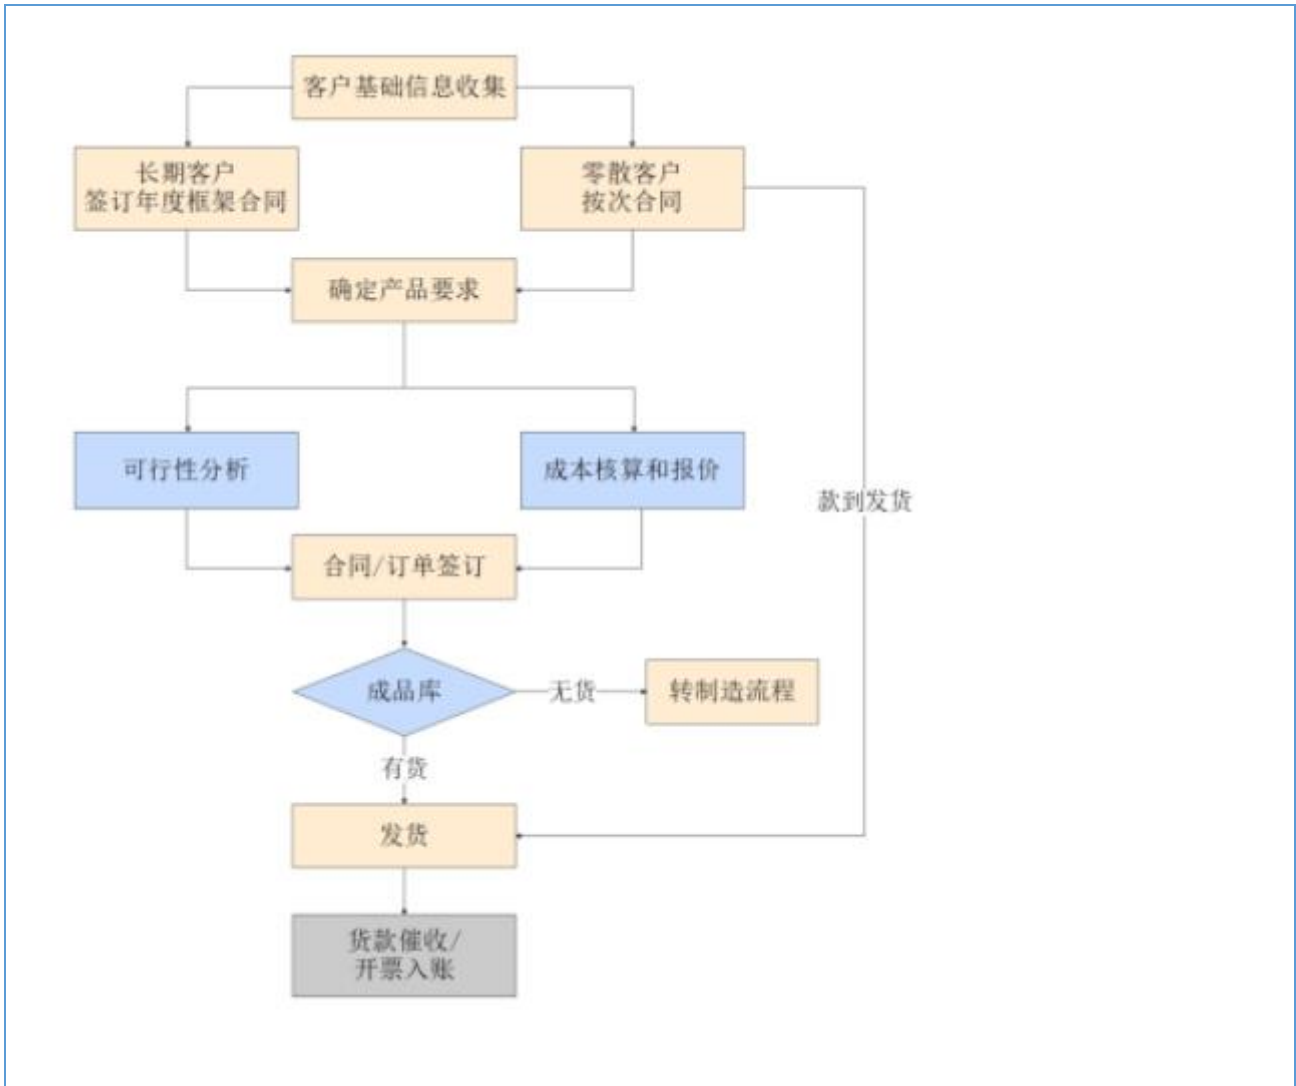 客户基础信息收集
长期客户
签订年度框架合同
零散客户
按次合同
确定产品要求
可行性分析
成本核算和报价
款到发货
合同/订单签订
成品库
无货
转制造流程
有货
发货
货款催收/
开票入账